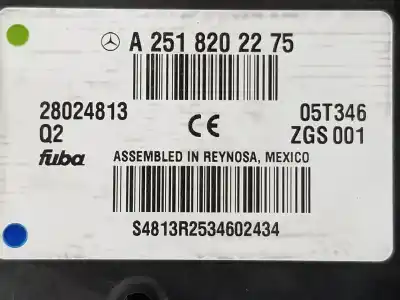 A 251 820 22 75
28024813 05T346
Q2 CE ZGS 001
fuba ASSEMBLED IN REYNOSA, MEXICO
S4813R2534602434